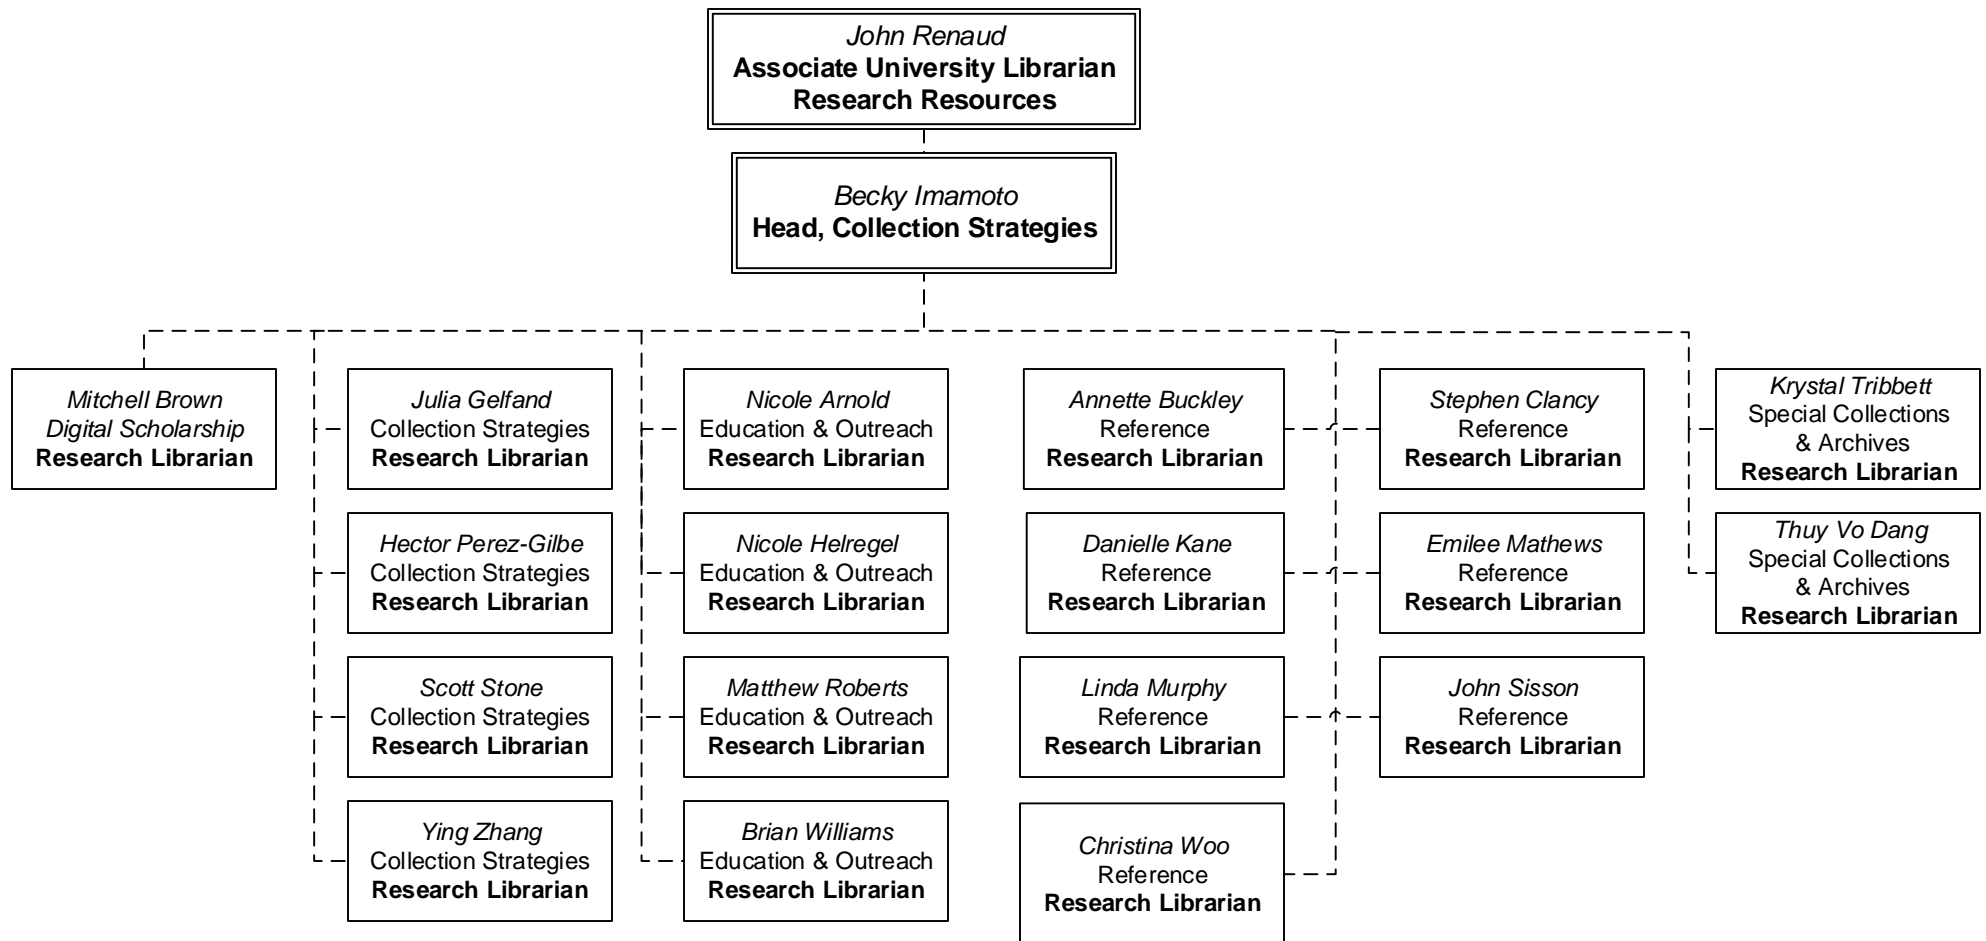 John Renaud
Associate University Librarian
Research Resources
Becky Imamoto
Head, Collection Strategies
Mitchell Brown
Digital Scholarship
Research Librarian
Julia Gelfand
Collection Strategies
Research Librarian
Nicole Arnold
Education & Outreach
Research Librarian
Annette Buckley
Reference
Research Librarian
Stephen Clancy
Reference
Research Librarian
Krystal Tribbett
Special Collections
& Archives
Research Librarian
Hector Perez-Gilbe
Collection Strategies
Research Librarian
Nicole Helregel
Education & Outreach
Research Librarian
Danielle Kane
Reference
Research Librarian
Emilee Mathews
Reference
Research Librarian
Thuy Vo Dang
Special Collections
& Archives
Research Librarian
Scott Stone
Collection Strategies
Research Librarian
Matthew Roberts
Education & Outreach
Research Librarian
Linda Murphy
Reference
Research Librarian
John Sisson
Reference
Research Librarian
Ying Zhang
Collection Strategies
Research Librarian
Brian Williams
Education & Outreach
Research Librarian
Christina Woo
Reference
Research Librarian